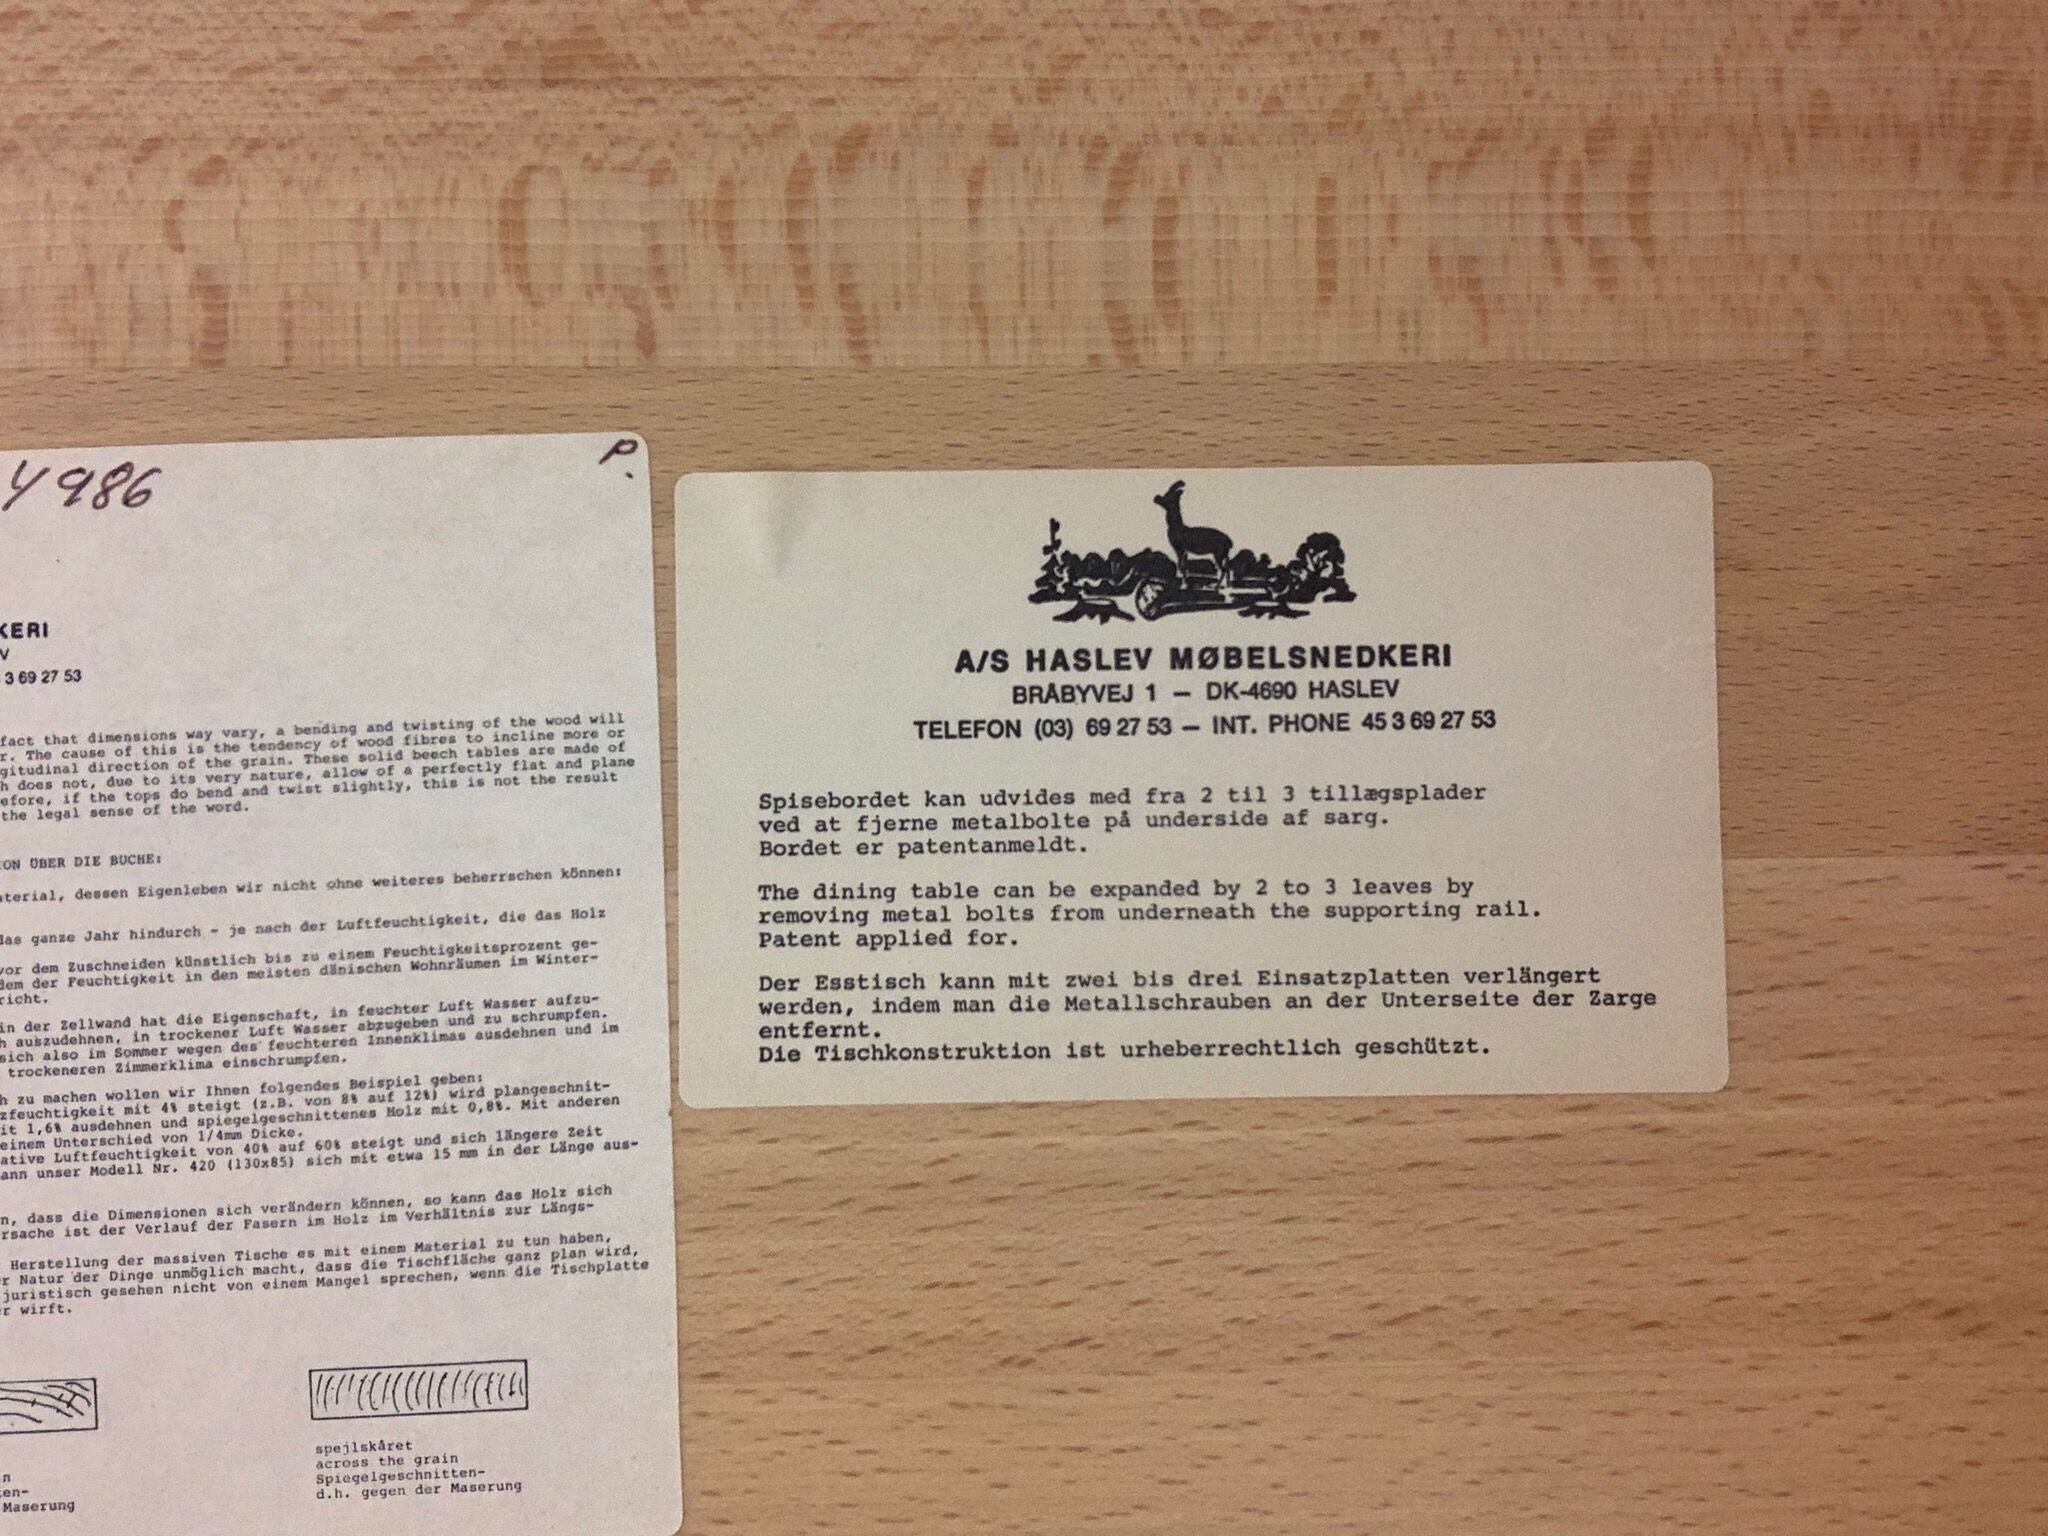 4986
P.
KERI
V
3 69 27 53
fact that dimensions way vary, a bending and twisting of the wood will
r. The cause of this is the tendency of wood fibres to incline more or
gitudinal direction of the grain. These solid beech tables are made of
h does not, due to its very nature, allow of a perfectly flat and plane
efore, if the tops do bend and twist slightly, this is not the result
the legal sense of the word.
ON ÜBER DIE BUCHE:
aterial, dessen Eigenleben wir nicht ohne weiteres beherrschen können:
das ganze Jahr hindurch - je nach der Luftfeuchtigkeit, die das Holz
vor dem Zuschneiden künstlich bis zu einem Feuchtigkeitsprozent ge-
dem der Feuchtigkeit in den meisten dänischen Wohnräumen im Winter-
richt.
in der Zellwand hat die Eigenschaft, in feuchter Luft Wasser aufzu-
h auszudehnen, in trockener Luft Wasser abzugeben und zu schrumpfen.
sich also im Sommer wegen des feuchteren Innenklimas ausdehnen und im
trockeneren Zimmerklima einschrumpfen.
h zu machen wollen wir Ihnen folgendes Beispiel geben:
zfeuchtigkeit mit 4% steigt (z.B. von 8% auf 12%) wird plangeschnit-
it 1,6% ausdehnen und spiegelgeschnittenes Holz mit 0,8%. Mit anderen
einem Unterschied von 1/4mm Dicke.
ative Luftfeuchtigkeit von 40% auf 60% steigt und sich längere Zeit
ann unser Modell Nr. 420 (130x85) sich mit etwa 15 mm in der Länge aus-
n, dass die Dimensionen sich verändern können, so kann das Holz sich
rsache ist der Verlauf der Fasern im Holz im Verhältnis zur Längs-
Herstellung der massiven Tische es mit einem Material zu tun haben,
r Natur der Dinge unmöglich macht, dass die Tischfläche ganz plan wird,
juristisch gesehen nicht von einem Mangel sprechen, wenn die Tischplatte
r wirft.
n
ten-
Maserung
spejlskåret
across the grain
Spiegelgeschnitten-
d.h. gegen der Maserung
A/S HASLEV MØBELSNEDKERI
BRÅBYVEJ 1 — DK-4690 HASLEV
TELEFON (03) 69 27 53 — INT. PHONE 45 3 69 27 53
Spisebordet kan udvides med fra 2 til 3 tillægsplader
ved at fjerne metalbolte på underside af sarg.
Bordet er patentanmeldt.
The dining table can be expanded by 2 to 3 leaves by
removing metal bolts from underneath the supporting rail.
Patent applied for.
Der Esstisch kann mit zwei bis drei Einsatzplatten verlängert
werden, indem man die Metallschrauben an der Unterseite der Zarge
entfernt.
Die Tischkonstruktion ist urheberrechtlich geschützt.